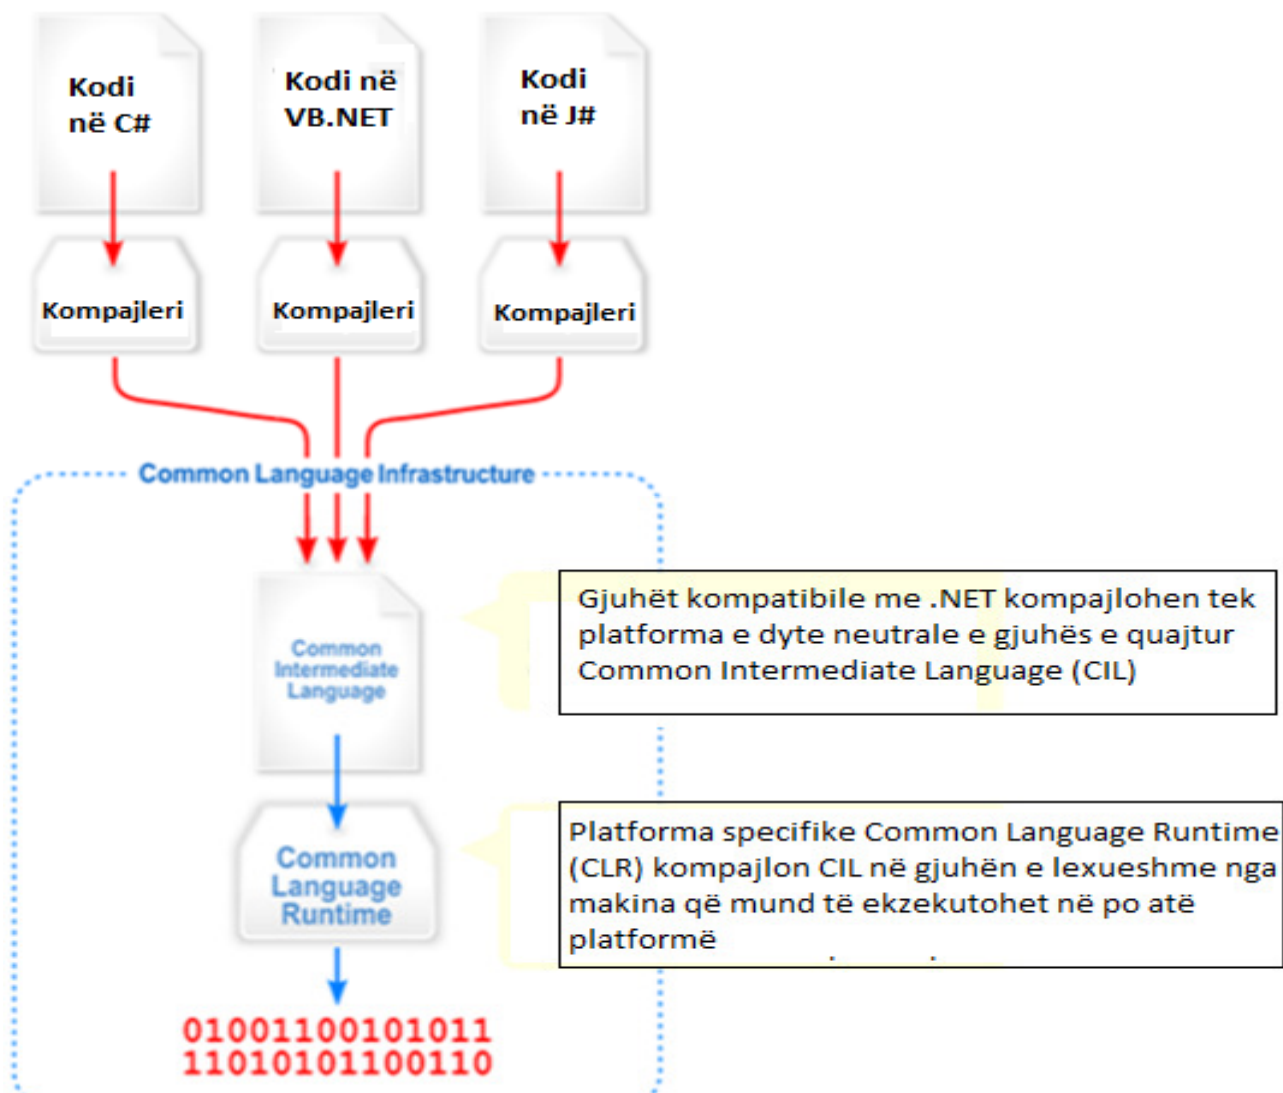 Kodi
në C#
Kodi në
VB.NET
Kodi
në J#
Kompajleri
Kompajleri
Kompajleri
Common Language Infrastructure
Common
Intermediate
Language
Gjuhët kompatibile me .NET kompajlohen tek
platforma e dyte neutrale e gjuhës e quajtur
Common Intermediate Language (CIL)
Common
Language
Runtime
Platforma specifike Common Language Runtime
(CLR) kompajlon CIL në gjuhën e lexueshme nga
makina që mund të ekzekutohet në po atë
platformë
01001100101011
11010101100110